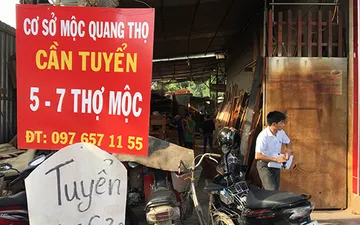 CƠ SỞ MỘC QUANG THỌ
CẦN TUYỂN
5 - 7 THỢ MỘC
ĐT: 097 657 11 55
Tuyển